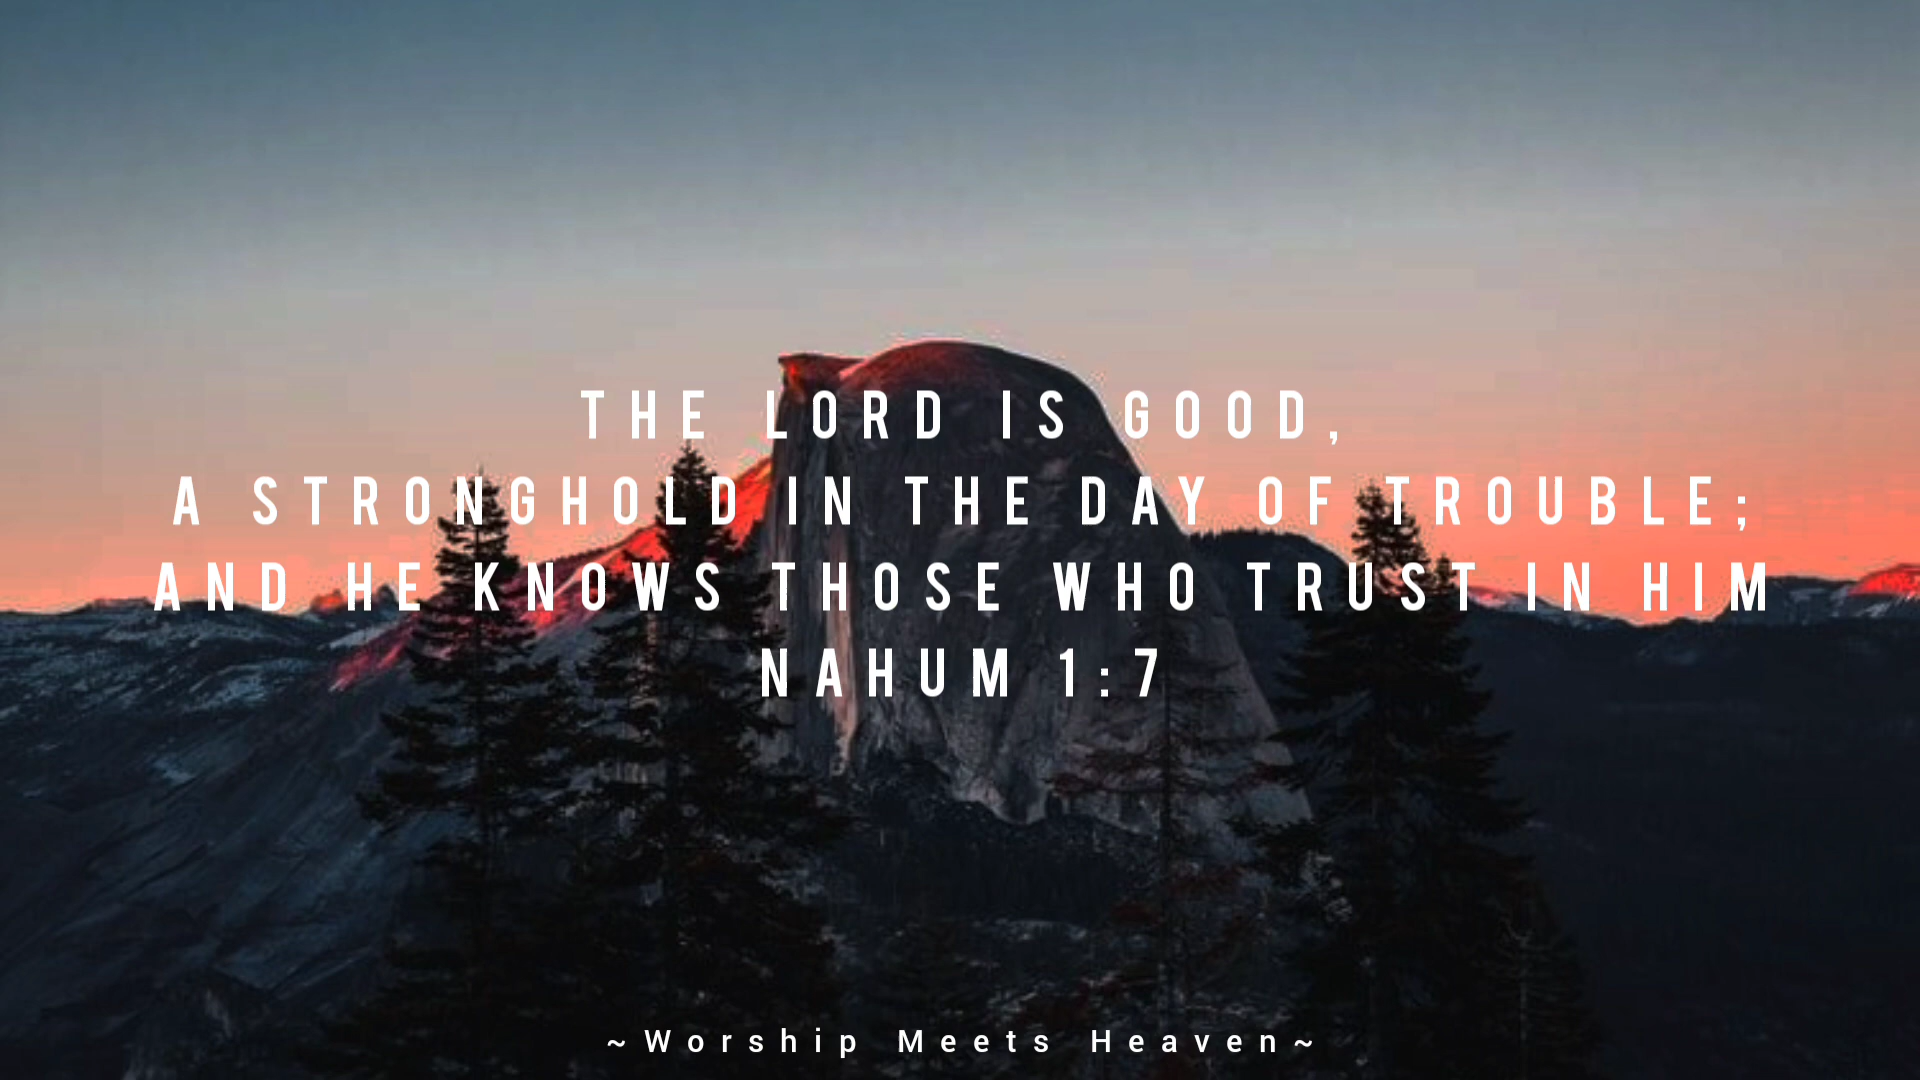 THE LORD IS GOOD,
A STRONGHOLD IN THE DAY OF TROUBLE;
AND HE KNOWS THOSE WHO TRUST IN HIM
NAHUM 1:7
~Worship Meets Heaven~